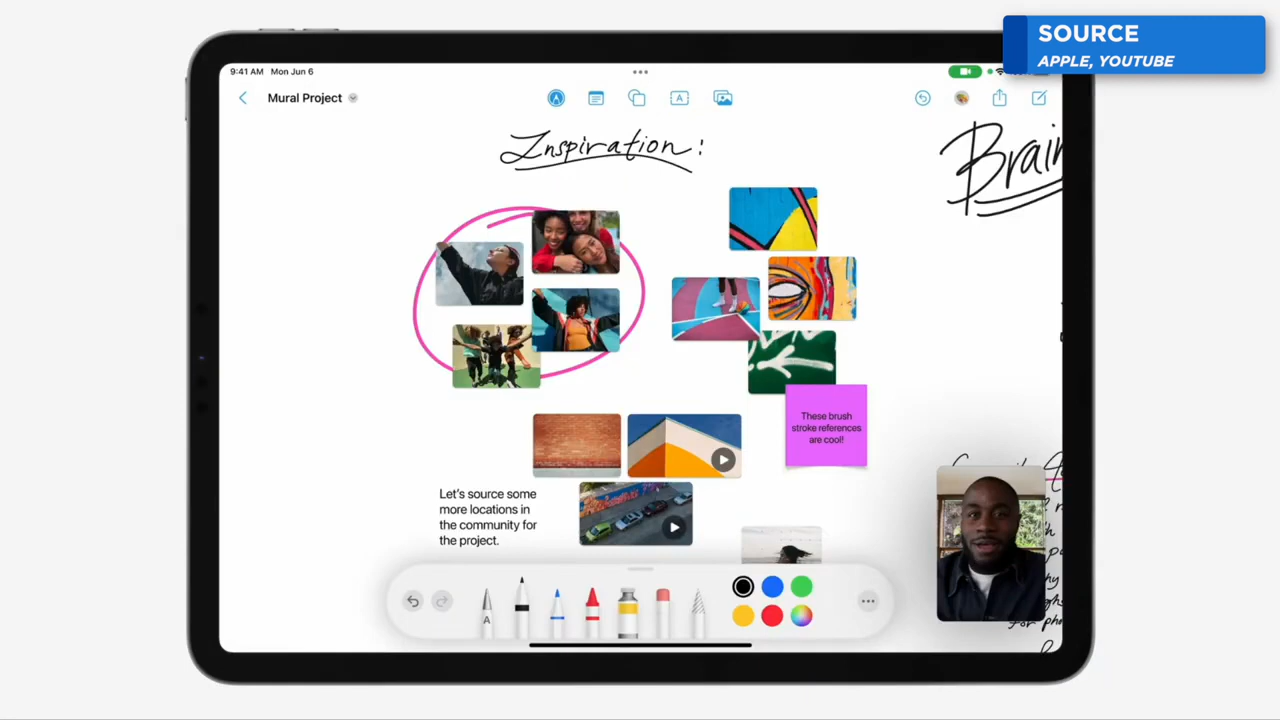 SOURCE
APPLE, YOUTUBE
9:41 AM Mon Jun 6
Mural Project
A
Inspiration:
Brain
These brush
stroke references
are cool!
Let's source some
more locations in
the community for
the project.
A